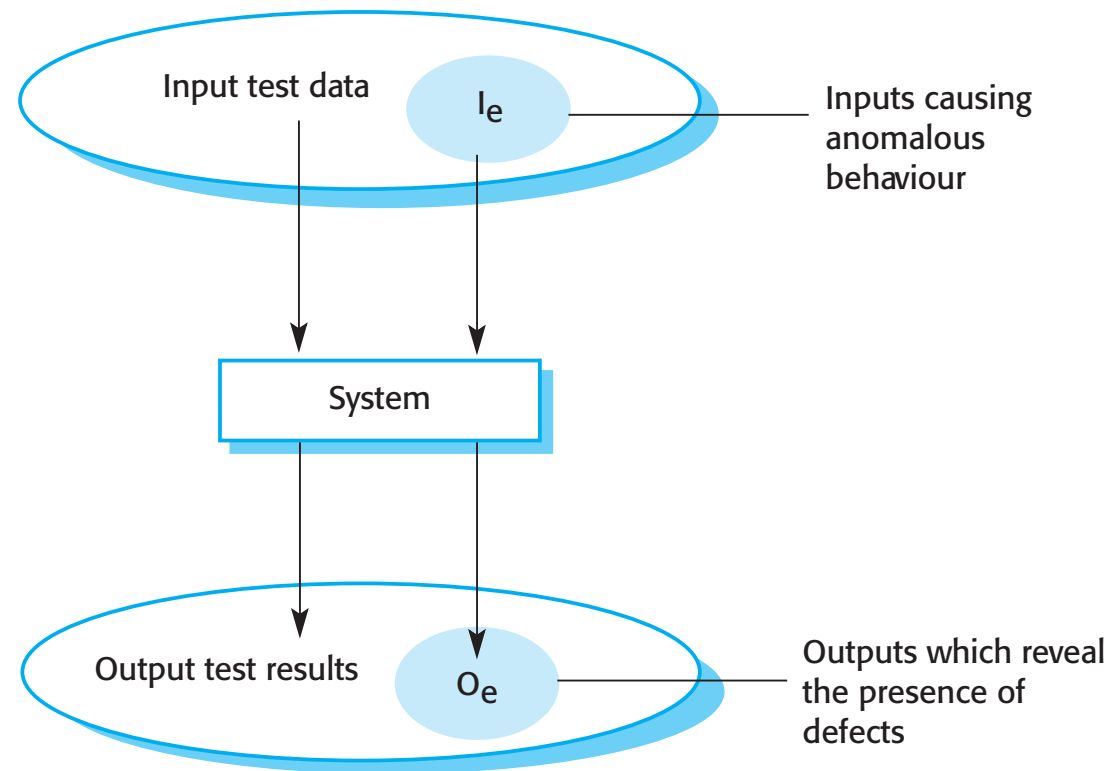 Input test data
Ie
Inputs causing
anomalous
behaviour
System
Output test results
Oe
Outputs which reveal
the presence of
defects